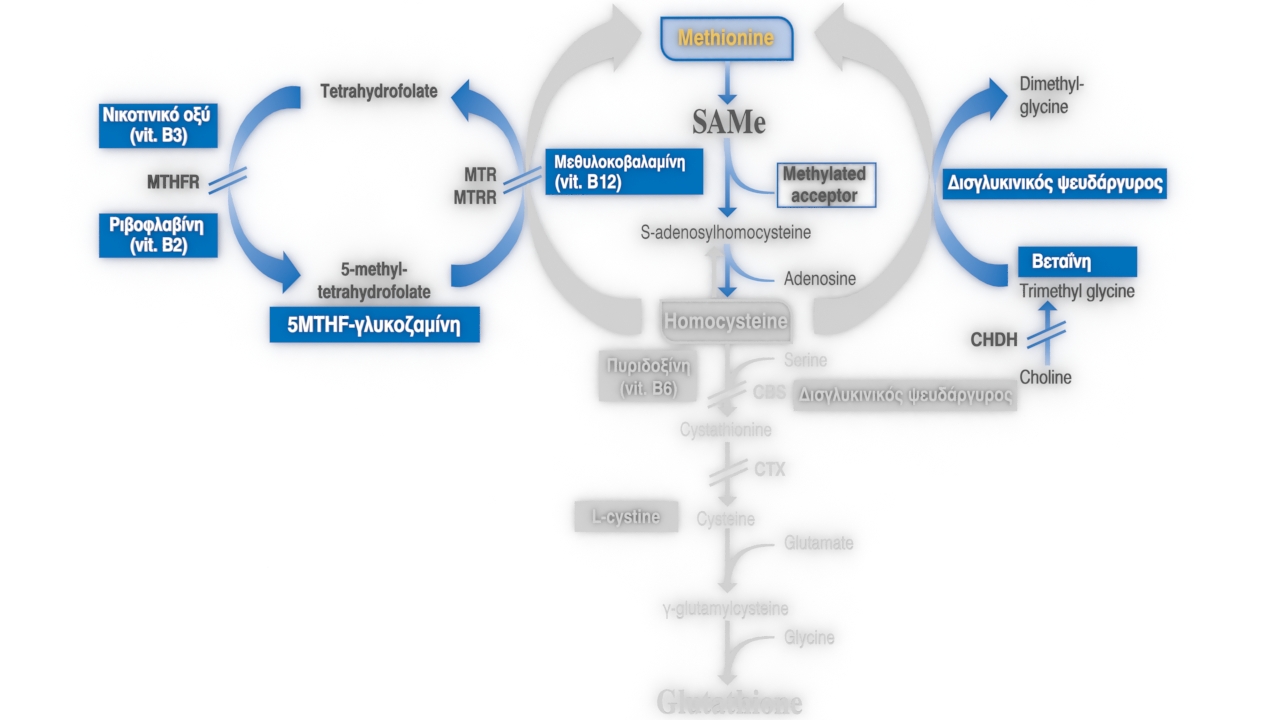 Methionine
Tetrahydrofolate
Dimethyl-
glycine
Νικοτινικό οξύ
(vit. B3)
SAMe
MTHFR
MTR
MTRR
Μεθυλοκοβαλαμίνη
(vit. B12)
Methylated
acceptor
Δισγλυκινικός ψευδάργυρος
Ριβοφλαβίνη
(vit. B2)
S-adenosylhomocysteine
5-methyl-
tetrahydrofolate
Adenosine
Βεταΐνη
Trimethyl glycine
5MTHF-γλυκοζαμίνη
Homocysteine
CHDH
Choline
Πυριδοξίνη
(vit. B6)
Serine
CBS
Δισγλυκινικός ψευδάργυρος
Cystathionine
CTX
L-cystine
Cysteine
Glutamate
γ-glutamylcysteine
Glycine
Glutathione